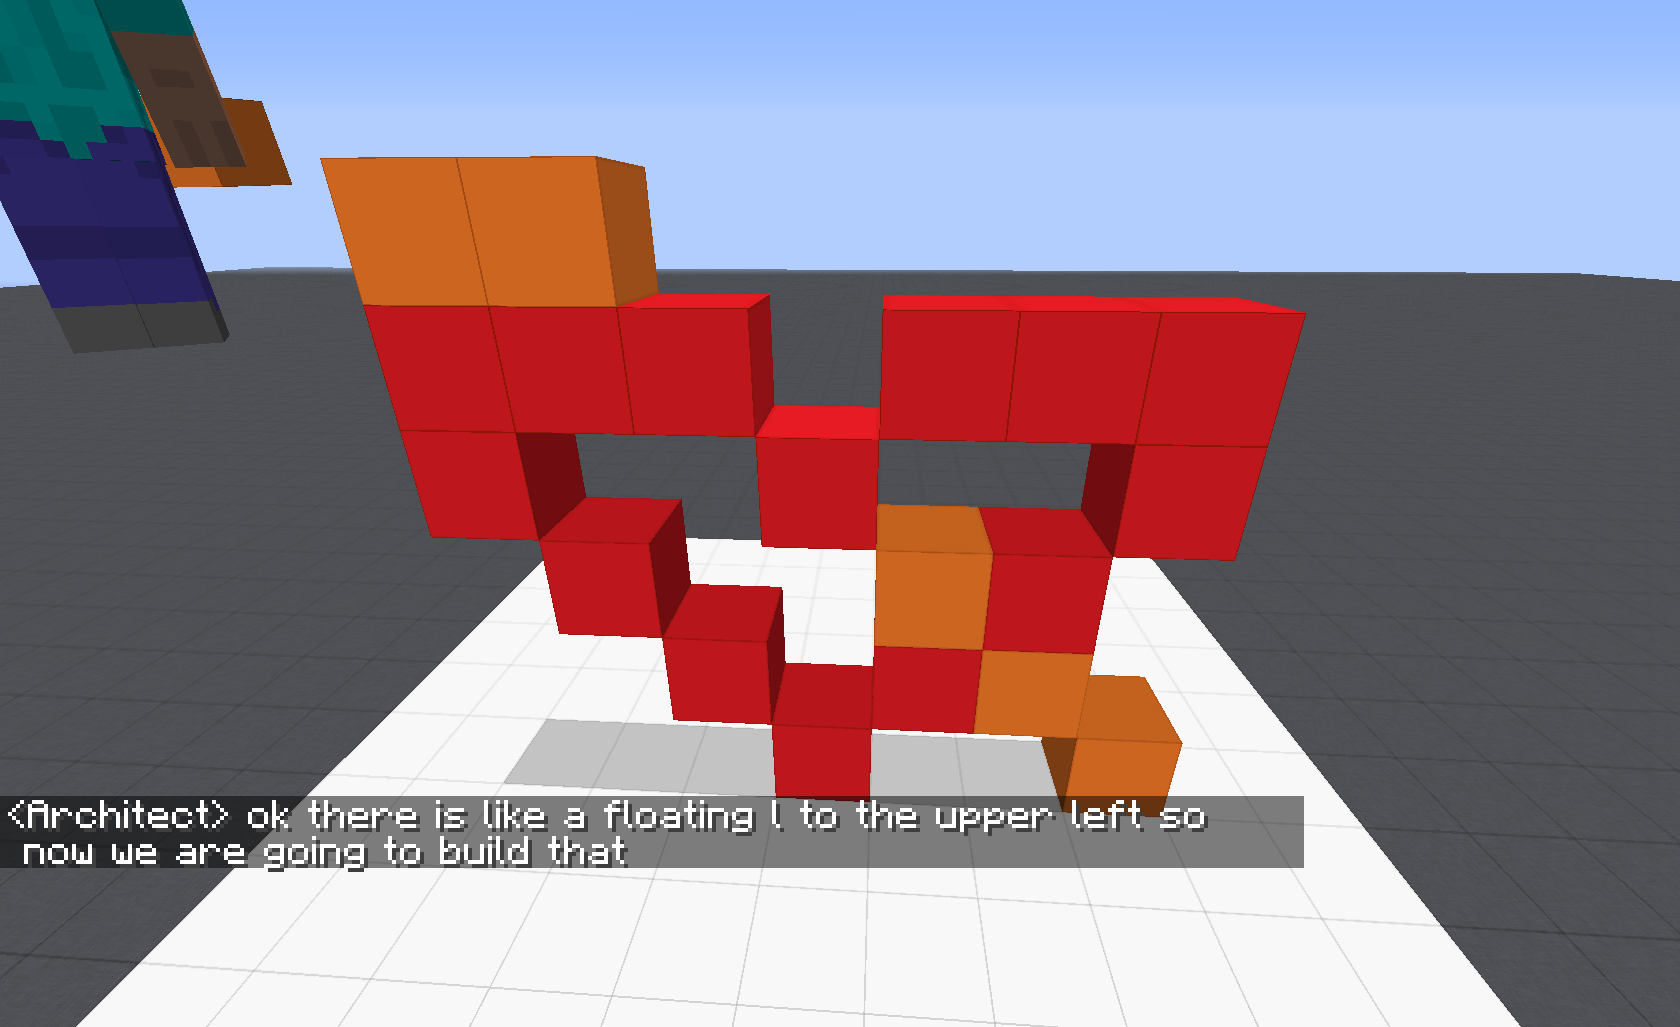 <Architect> ok there is like a floating l to the upper left so
now we are going to build that